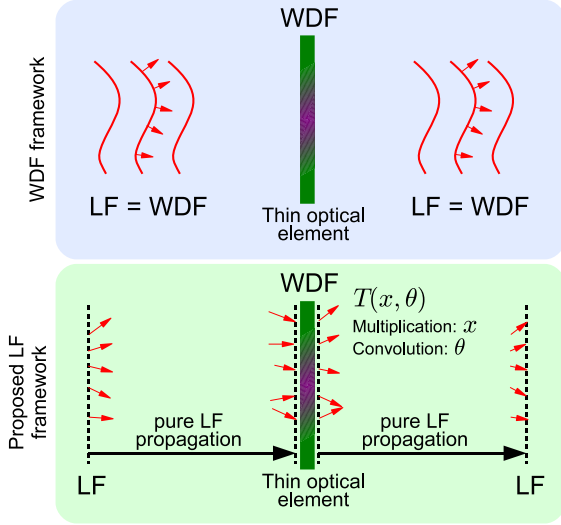 WDF framework
LF = WDF
LF = WDF
Thin optical
element
Proposed LF
framework
WDF
T(x, θ)
Multiplication: x
Convolution: θ
pure LF
propagation
pure LF
propagation
LF
Thin optical
element
LF